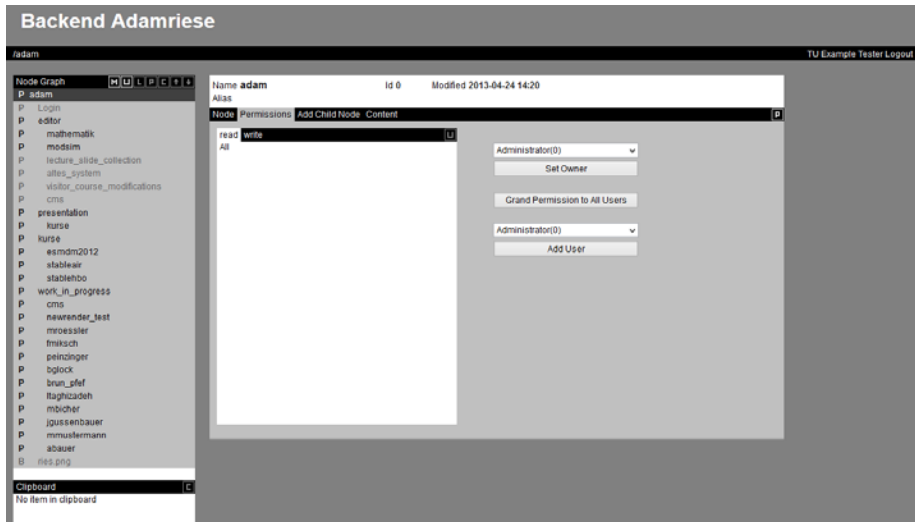 Backend Adamriese
/adam
TU Example Tester Logout
Node Graph M U L P C ↑ ↓
P adam
P Login
P editor
P mathematik
P modsim
P lecture_slide_collection
P altes_system
P visitor_course_modifications
P cms
P presentation
P kurse
P kurse
P esmdm2012
P stableair
P stablehbo
P work_in_progress
P cms
P newrender_test
P mroessler
P fmiksch
P peinzinger
P bglock
P brun_pfef
P ltaghizadeh
P mbicher
P jgussenbauer
P mmustermann
P abauer
B ries.png
Clipboard C
No item in clipboard
Name adam Id 0 Modified 2013-04-24 14:20
Alias
Node Permissions Add Child Node Content P
read write U
All
Administrator(0)
Set Owner
Grand Permission to All Users
Administrator(0)
Add User